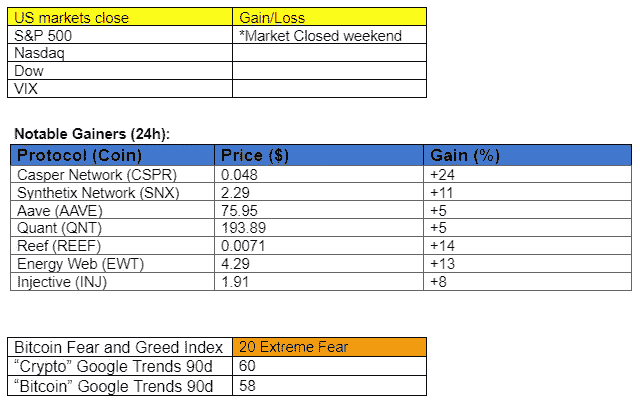 US markets close Gain/Loss
S&P 500 *Market Closed weekend
Nasdaq
Dow
VIX
Notable Gainers (24h):
Protocol (Coin) Price ($) Gain (%)
Casper Network (CSPR) 0.048 +24
Synthetix Network (SNX) 2.29 +11
Aave (AAVE) 75.95 +5
Quant (QNT) 193.89 +5
Reef (REEF) 0.0071 +14
Energy Web (EWT) 4.29 +13
Injective (INJ) 1.91 +8
Bitcoin Fear and Greed Index 20 Extreme Fear
“Crypto” Google Trends 90d 60
“Bitcoin” Google Trends 90d 58